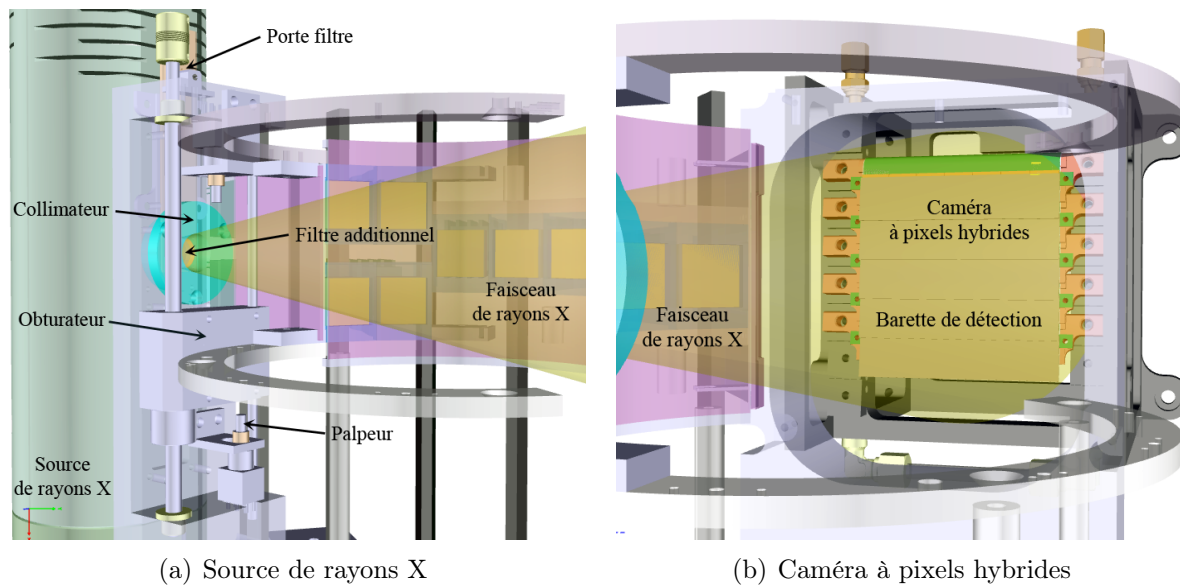 Porte filtre
Collimateur
Filtre additionnel
Obturateur
Faisceau
de rayons X
Palpeur
Source
de rayons X
(a) Source de rayons X
Caméra
à pixels hybrides
Faisceau
de rayons X
Barette de détection
(b) Caméra à pixels hybrides